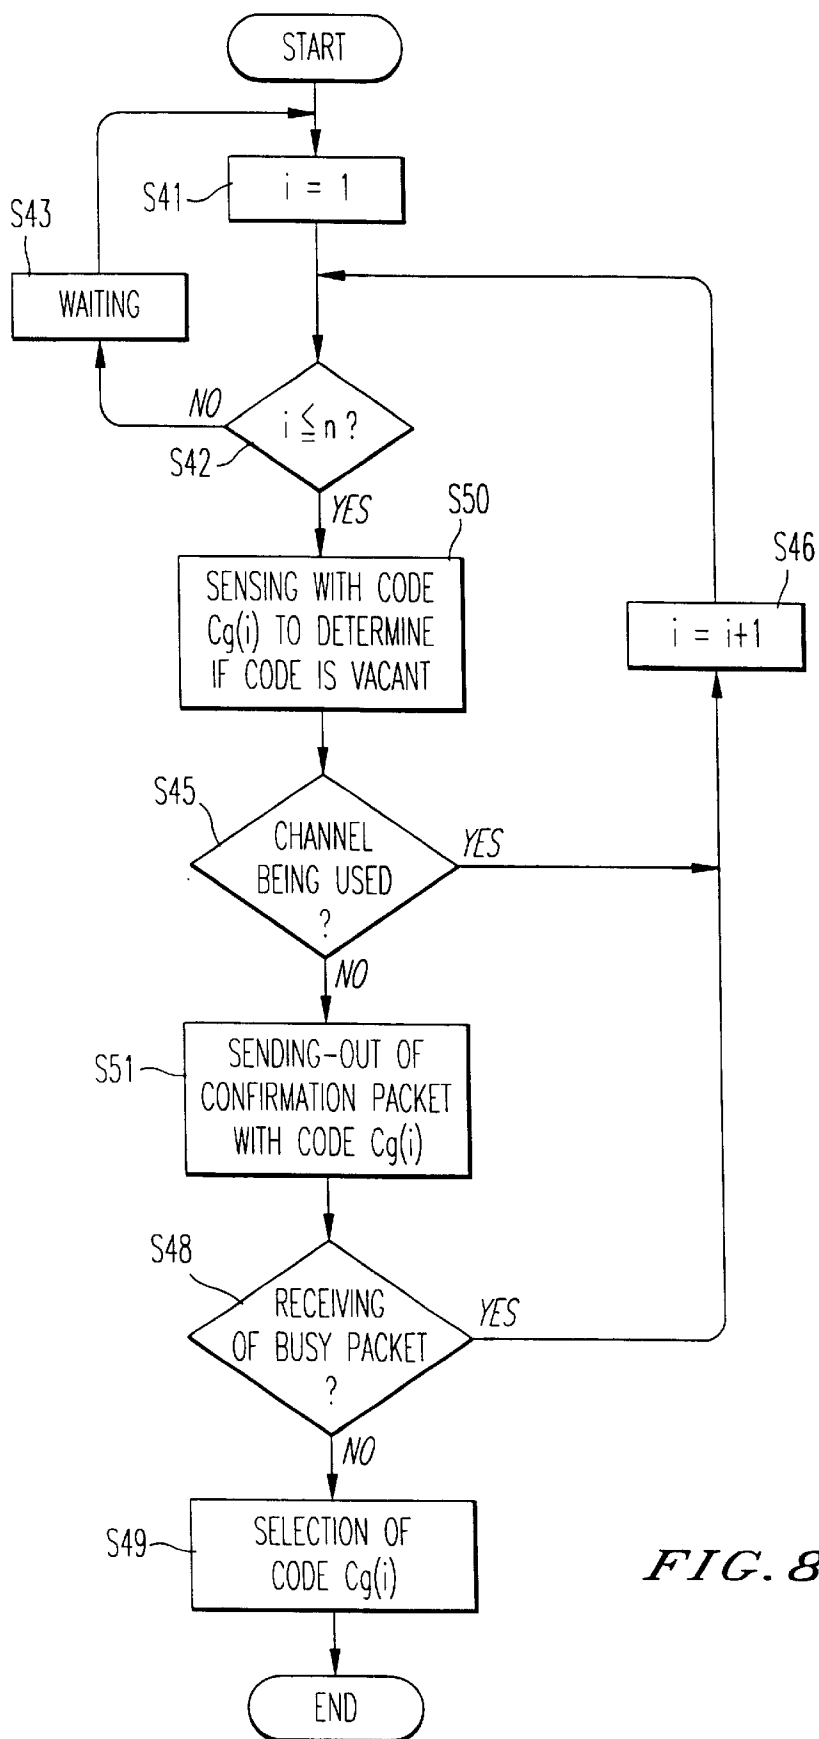 START
S41
i = 1
S43
WAITING
NO
i ≦ n ?
S42
YES
S50
SENSING WITH CODE
Cg(i) TO DETERMINE
IF CODE IS VACANT
S46
i = i+1
S45
CHANNEL
BEING USED
?
YES
NO
S51
SENDING-OUT OF
CONFIRMATION PACKET
WITH CODE Cg(i)
S48
RECEIVING
OF BUSY PACKET
?
YES
NO
S49
SELECTION OF
CODE Cg(i)
FIG. 8
END